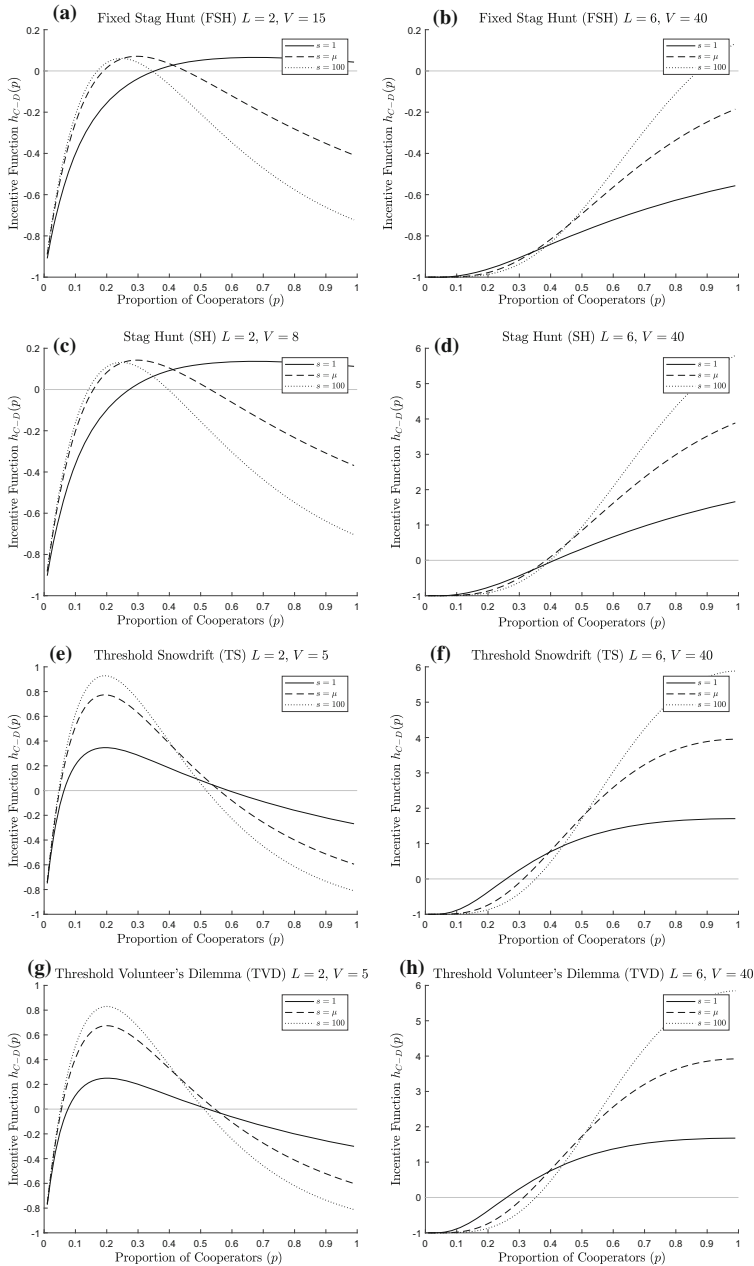 (a) Fixed Stag Hunt (FSH) L = 2, V = 15
Incentive Function h_{C−D}(p)
0.2
0
-0.2
-0.4
-0.6
-0.8
-1
s = 1
s = μ
s = 100
0 0.1 0.2 0.3 0.4 0.5 0.6 0.7 0.8 0.9 1
Proportion of Cooperators (p)
(b) Fixed Stag Hunt (FSH) L = 6, V = 40
Incentive Function h_{C−D}(p)
0.2
0
-0.2
-0.4
-0.6
-0.8
-1
s = 1
s = μ
s = 100
0 0.1 0.2 0.3 0.4 0.5 0.6 0.7 0.8 0.9 1
Proportion of Cooperators (p)
(c) Stag Hunt (SH) L = 2, V = 8
Incentive Function h_{C−D}(p)
0.2
0
-0.2
-0.4
-0.6
-0.8
-1
s = 1
s = μ
s = 100
0 0.1 0.2 0.3 0.4 0.5 0.6 0.7 0.8 0.9 1
Proportion of Cooperators (p)
(d) Stag Hunt (SH) L = 6, V = 40
Incentive Function h_{C−D}(p)
6
5
4
3
2
1
0
-1
s = 1
s = μ
s = 100
0 0.1 0.2 0.3 0.4 0.5 0.6 0.7 0.8 0.9 1
Proportion of Cooperators (p)
(e) Threshold Snowdrift (TS) L = 2, V = 5
Incentive Function h_{C−D}(p)
1
0.8
0.6
0.4
0.2
0
-0.2
-0.4
-0.6
-0.8
-1
s = 1
s = μ
s = 100
0 0.1 0.2 0.3 0.4 0.5 0.6 0.7 0.8 0.9 1
Proportion of Cooperators (p)
(f) Threshold Snowdrift (TS) L = 6, V = 40
Incentive Function h_{C−D}(p)
6
5
4
3
2
1
0
-1
s = 1
s = μ
s = 100
0 0.1 0.2 0.3 0.4 0.5 0.6 0.7 0.8 0.9 1
Proportion of Cooperators (p)
(g) Threshold Volunteer's Dilemma (TVD) L = 2, V = 5
Incentive Function h_{C−D}(p)
1
0.8
0.6
0.4
0.2
0
-0.2
-0.4
-0.6
-0.8
-1
s = 1
s = μ
s = 100
0 0.1 0.2 0.3 0.4 0.5 0.6 0.7 0.8 0.9 1
Proportion of Cooperators (p)
(h) Threshold Volunteer's Dilemma (TVD) L = 6, V = 40
Incentive Function h_{C−D}(p)
6
5
4
3
2
1
0
-1
s = 1
s = μ
s = 100
0 0.1 0.2 0.3 0.4 0.5 0.6 0.7 0.8 0.9 1
Proportion of Cooperators (p)